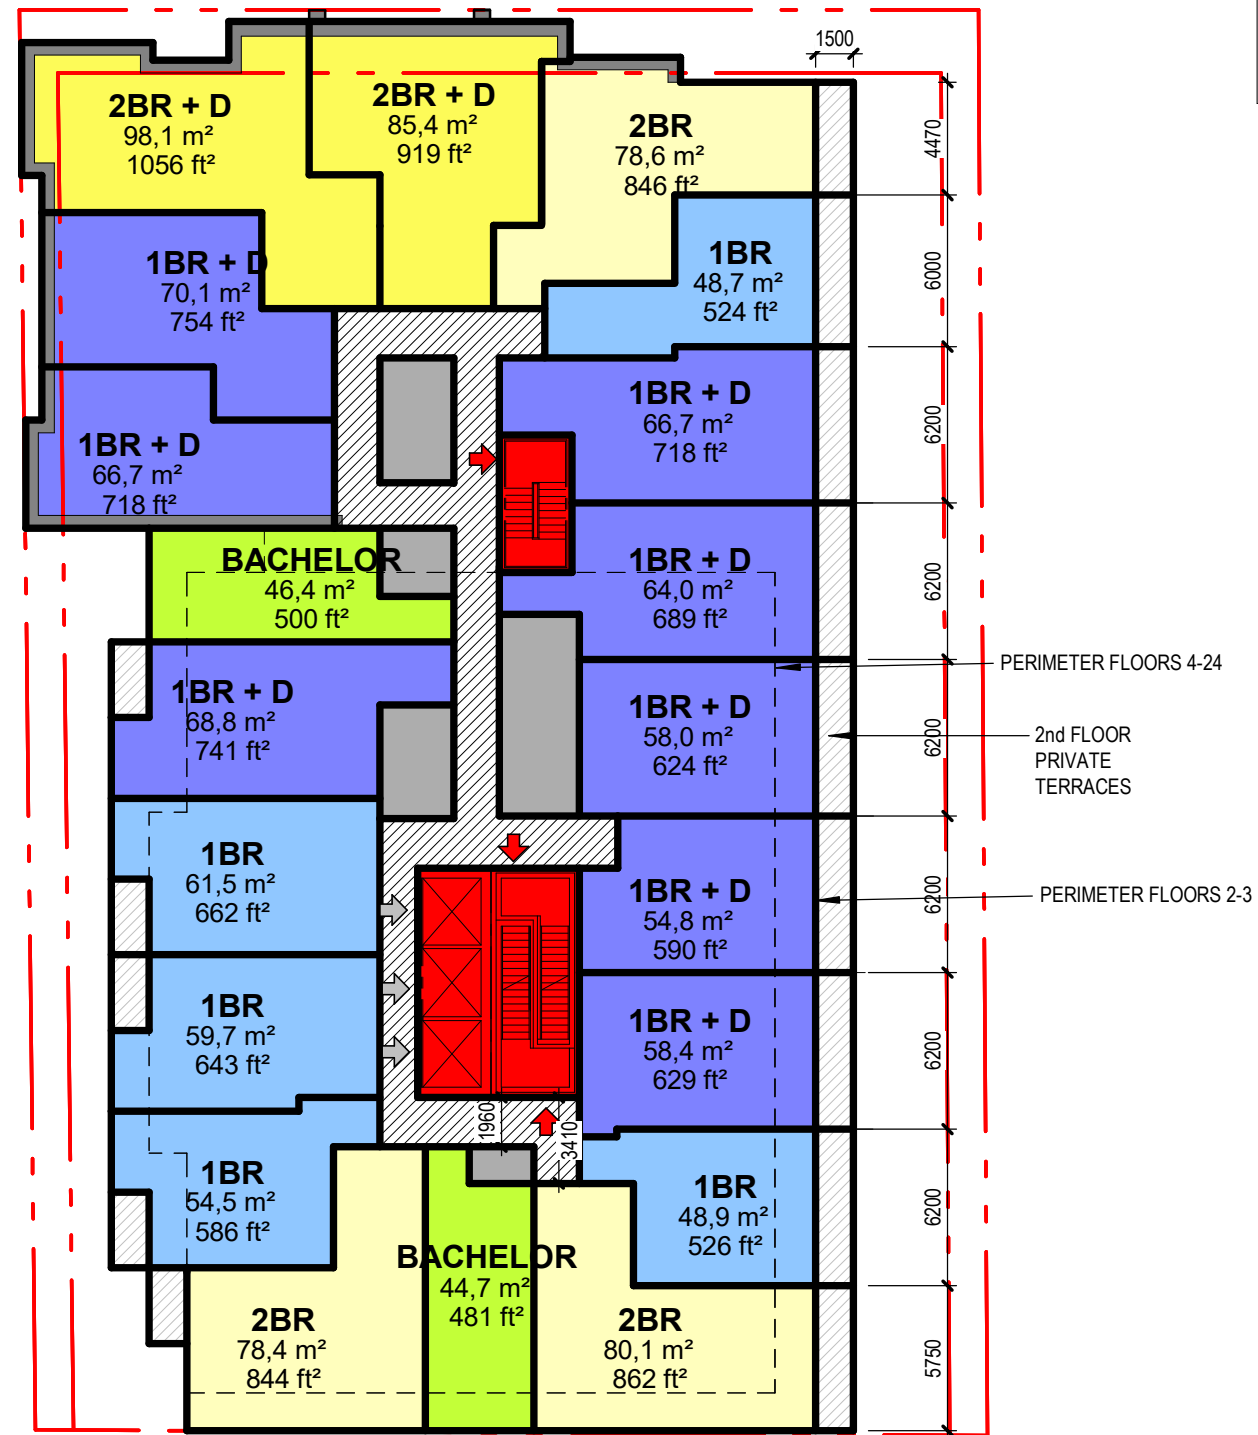 1500
2BR + D
98,1 m²
1056 ft²
2BR + D
85,4 m²
919 ft²
2BR
78,6 m²
846 ft²
4470
1BR + D
70,1 m²
754 ft²
1BR
48,7 m²
524 ft²
6000
1BR + D
66,7 m²
718 ft²
1BR + D
66,7 m²
718 ft²
6200
BACHELOR
46,4 m²
500 ft²
1BR + D
64,0 m²
689 ft²
6200
PERIMETER FLOORS 4-24
1BR + D
68,8 m²
741 ft²
1BR + D
58,0 m²
624 ft²
6200
2nd FLOOR
PRIVATE
TERRACES
1BR
61,5 m²
662 ft²
1BR + D
54,8 m²
590 ft²
6200
PERIMETER FLOORS 2-3
1BR
59,7 m²
643 ft²
1BR + D
58,4 m²
629 ft²
6200
1960
3410
1BR
54,5 m²
586 ft²
1BR
48,9 m²
526 ft²
6200
BACHELOR
44,7 m²
481 ft²
2BR
78,4 m²
844 ft²
2BR
80,1 m²
862 ft²
5750